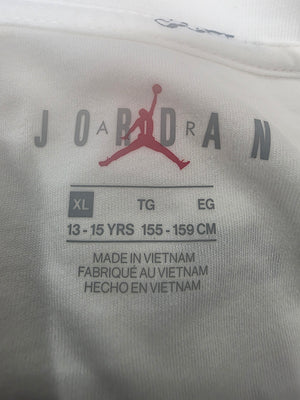 JORDAN
A R
XL TG EG
13 - 15 YRS 155 - 159 CM
MADE IN VIETNAM
FABRIQUÉ AU VIETNAM
HECHO EN VIETNAM